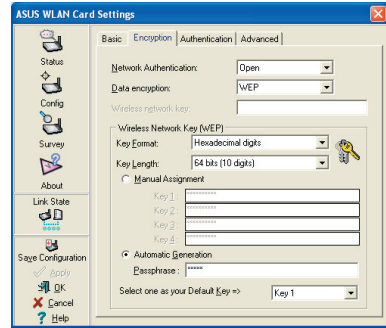 ASUS WLAN Card Settings
Status
Config
Survey
About
Link State
Save Configuration
Apply
OK
Cancel
Help
Basic Encryption Authentication Advanced
Network Authentication: Open
Data encryption: WEP
Wireless network key:
Wireless Network Key (WEP)
Key Format: Hexadecimal digits
Key Length: 64 bits (10 digits)
Manual Assignment
Key 1: **********
Key 2: **********
Key 3: **********
Key 4: **********
Automatic Generation
Passphrase : *****
Select one as your Default Key => Key 1